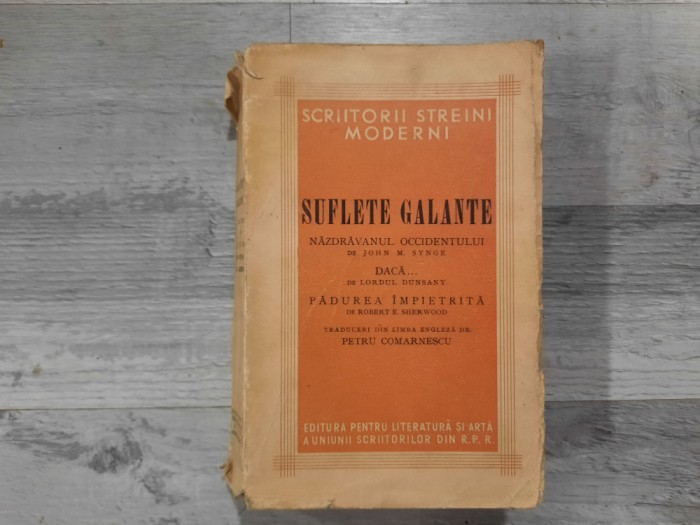 SCRIITORII STREINI
MODERNI
SUFLETE GALANTE
NĂZDRĂVANUL OCCIDENTULUI
DE JOHN M. SYNGE
DACĂ...
DE LORDUL DUNSANY
PĂDUREA ÎMPIETRITĂ
DE ROBERT E. SHERWOOD
TRADUCERI DIN LIMBA ENGLEZĂ DE
PETRU COMARNESCU
EDITURA PENTRU LITERATURĂ ȘI ARTĂ
A UNIUNII SCRIITORILOR DIN R.P.R.